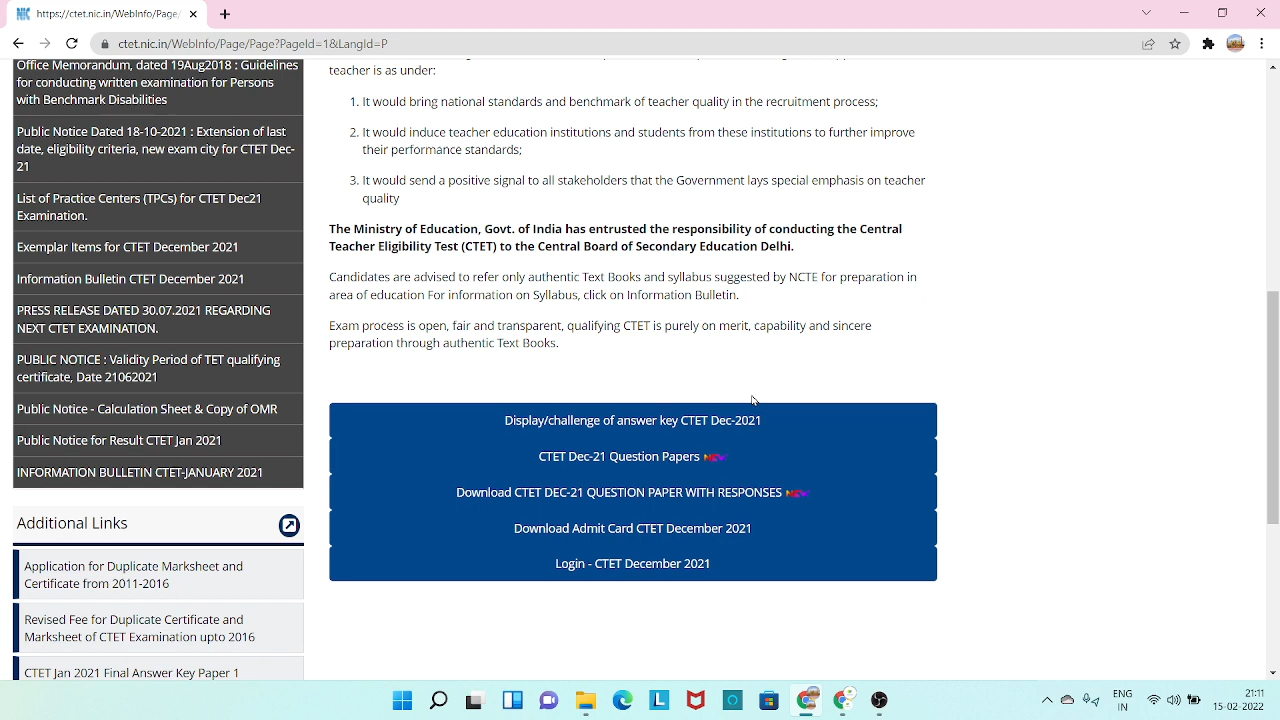 https://ctet.nic.in/WebInfo/Page/
ctet.nic.in/WebInfo/Page/Page?PageId=1&LangId=P
Office Memorandum, dated 19Aug2018 : Guidelines
for conducting written examination for Persons
with Benchmark Disabilities
Public Notice Dated 18-10-2021 : Extension of last
date, eligibility criteria, new exam city for CTET Dec-
21
List of Practice Centers (TPCs) for CTET Dec21
Examination.
Exemplar Items for CTET December 2021
Information Bulletin CTET December 2021
PRESS RELEASE DATED 30.07.2021 REGARDING
NEXT CTET EXAMINATION.
PUBLIC NOTICE : Validity Period of TET qualifying
certificate, Date 21062021
Public Notice - Calculation Sheet & Copy of OMR
Public Notice for Result CTET Jan 2021
INFORMATION BULLETIN CTET-JANUARY 2021
Additional Links
Application for Duplicate Marksheet and
Certificate from 2011-2016
Revised Fee for Duplicate Certificate and
Marksheet of CTET Examination upto 2016
CTET Jan 2021 Final Answer Key Paper 1
teacher is as under:
1. It would bring national standards and benchmark of teacher quality in the recruitment process;
2. It would induce teacher education institutions and students from these institutions to further improve
their performance standards;
3. It would send a positive signal to all stakeholders that the Government lays special emphasis on teacher
quality
The Ministry of Education, Govt. of India has entrusted the responsibility of conducting the Central
Teacher Eligibility Test (CTET) to the Central Board of Secondary Education Delhi.
Candidates are advised to refer only authentic Text Books and syllabus suggested by NCTE for preparation in
area of education For information on Syllabus, click on Information Bulletin.
Exam process is open, fair and transparent, qualifying CTET is purely on merit, capability and sincere
preparation through authentic Text Books.
Display/challenge of answer key CTET Dec-2021
CTET Dec-21 Question Papers NEW
Download CTET DEC-21 QUESTION PAPER WITH RESPONSES NEW
Download Admit Card CTET December 2021
Login - CTET December 2021
ENG
IN
21:11
15-02-2022